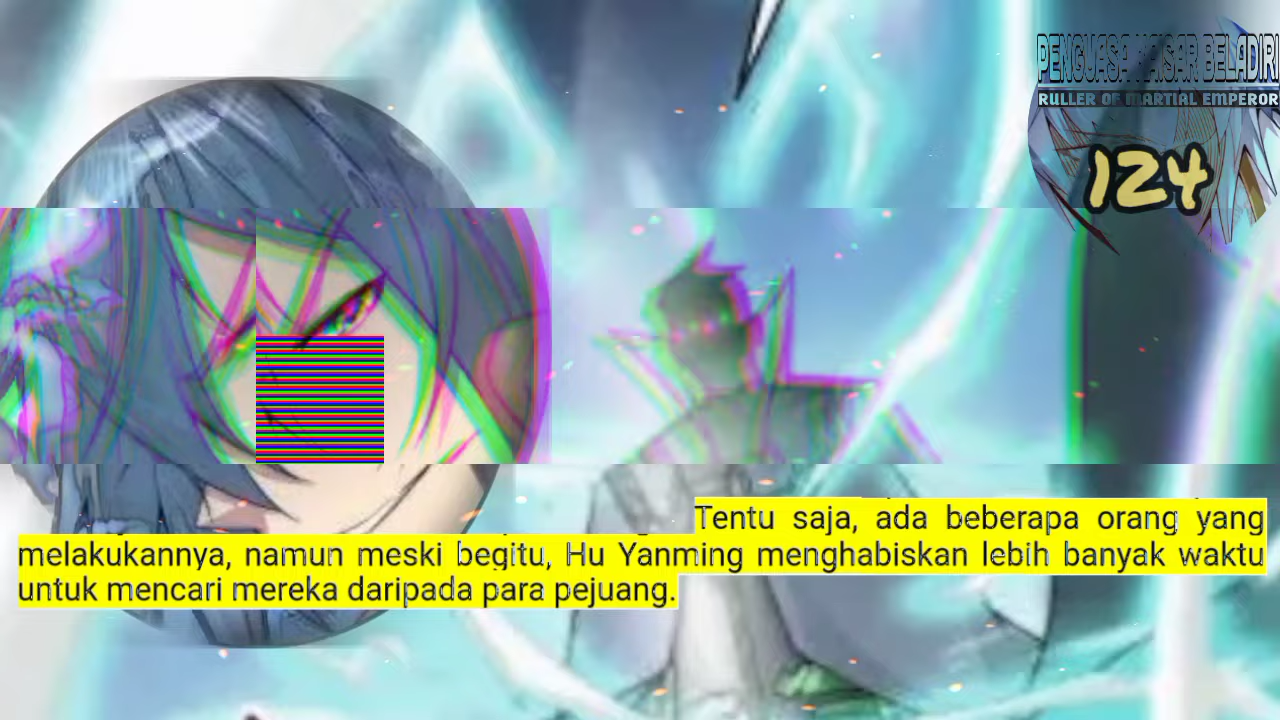 PENGUASA KAISAR BELADIRI
RULLER OF MARTIAL EMPEROR
124
Tentu saja, ada beberapa orang yang
melakukannya, namun meski begitu, Hu Yanming menghabiskan lebih banyak waktu
untuk mencari mereka daripada para pejuang.